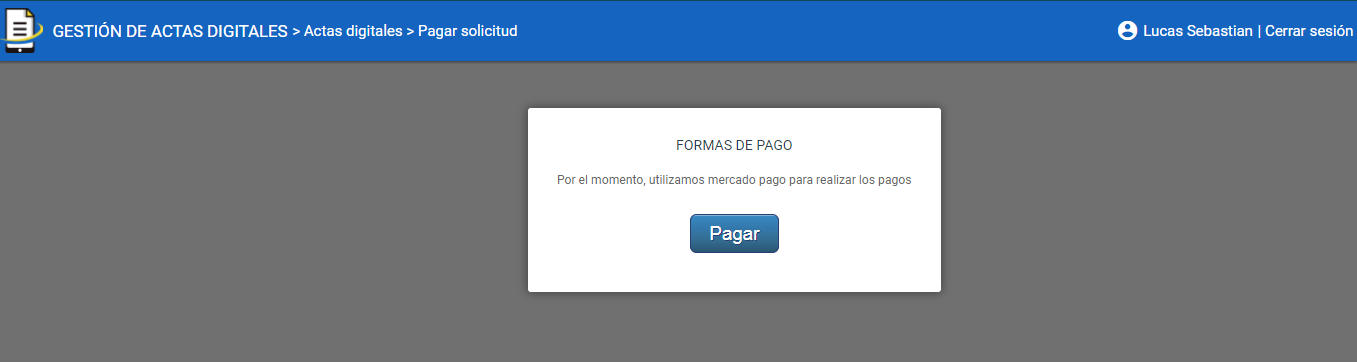 GESTIÓN DE ACTAS DIGITALES > Actas digitales > Pagar solicitud
Lucas Sebastian | Cerrar sesión
FORMAS DE PAGO
Por el momento, utilizamos mercado pago para realizar los pagos
Pagar